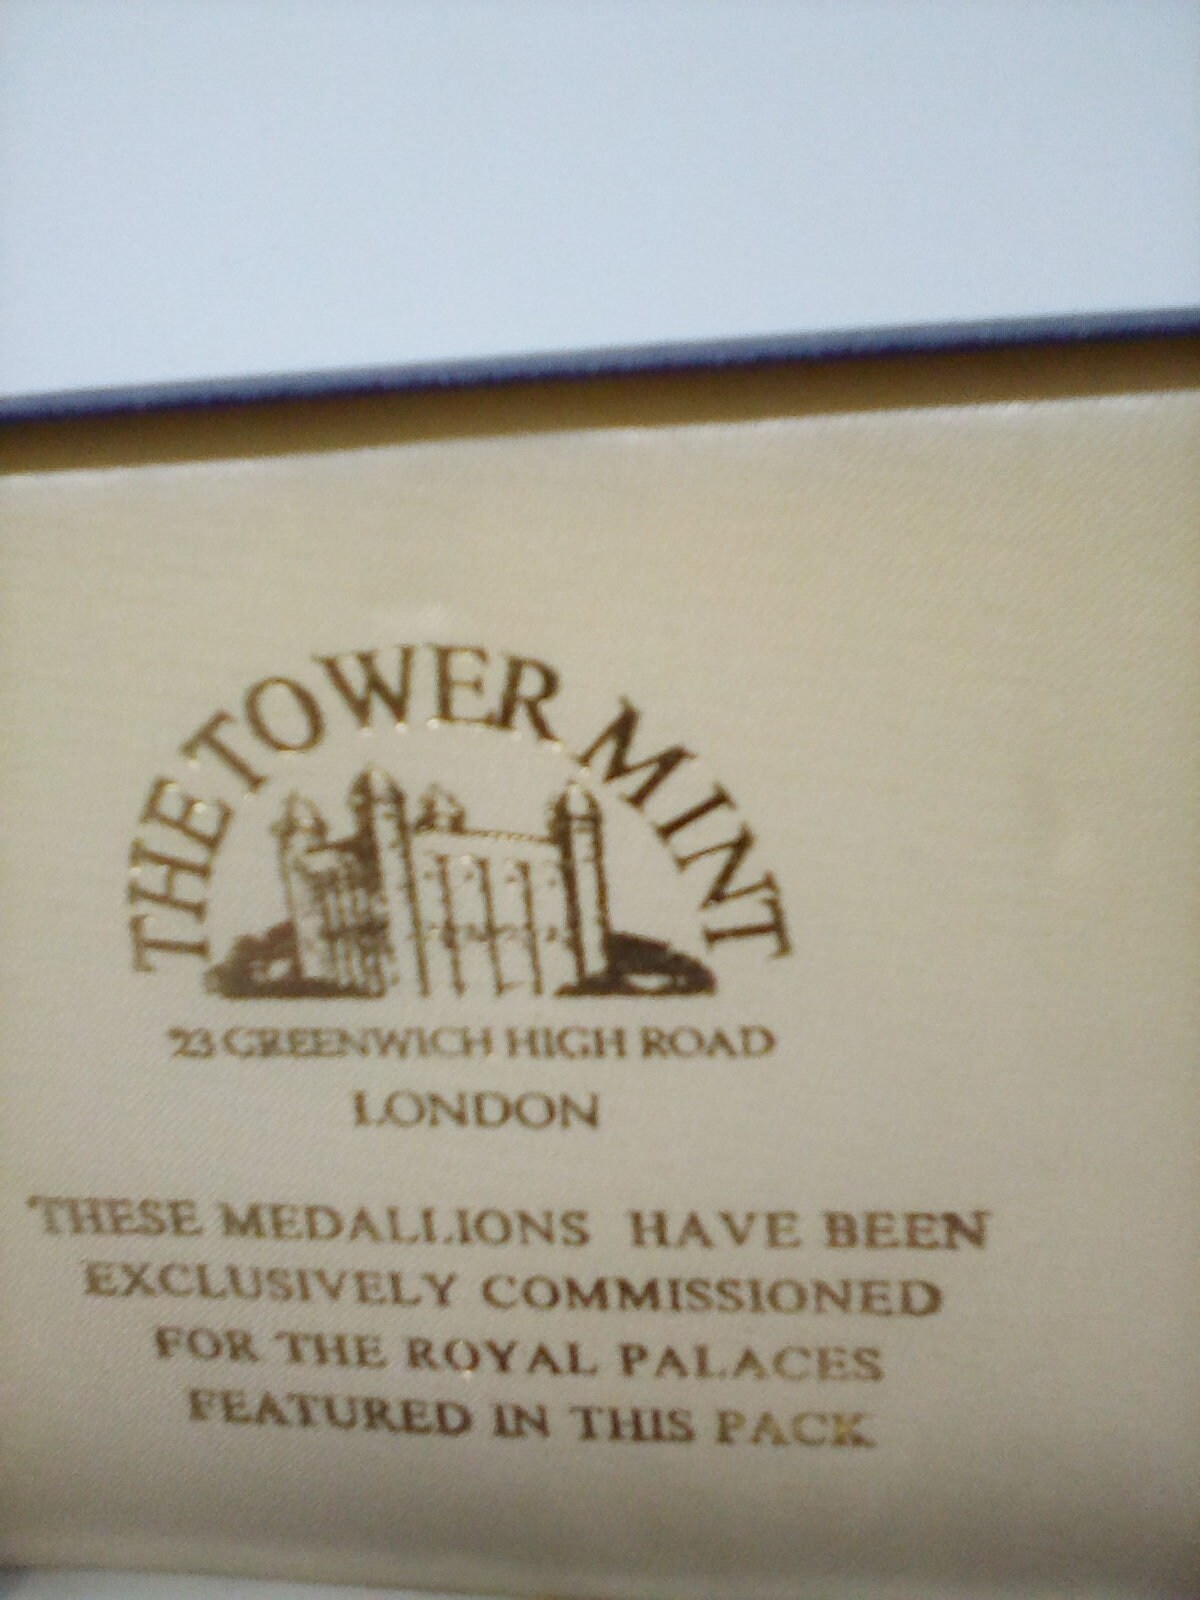 THE TOWER MINT
23 GREENWICH HIGH ROAD
LONDON
THESE MEDALLIONS HAVE BEEN
EXCLUSIVELY COMMISSIONED
FOR THE ROYAL PALACES
FEATURED IN THIS PACK